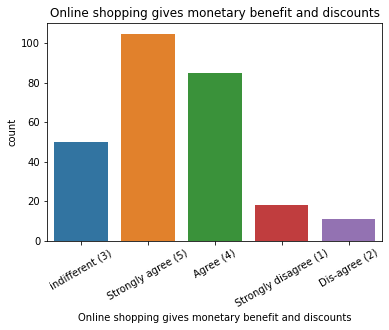 Online shopping gives monetary benefit and discounts
100
80
60
40
20
0
count
indifferent (3)
Strongly agree (5)
Agree (4)
Strongly disagree (1)
Dis-agree (2)
Online shopping gives monetary benefit and discounts